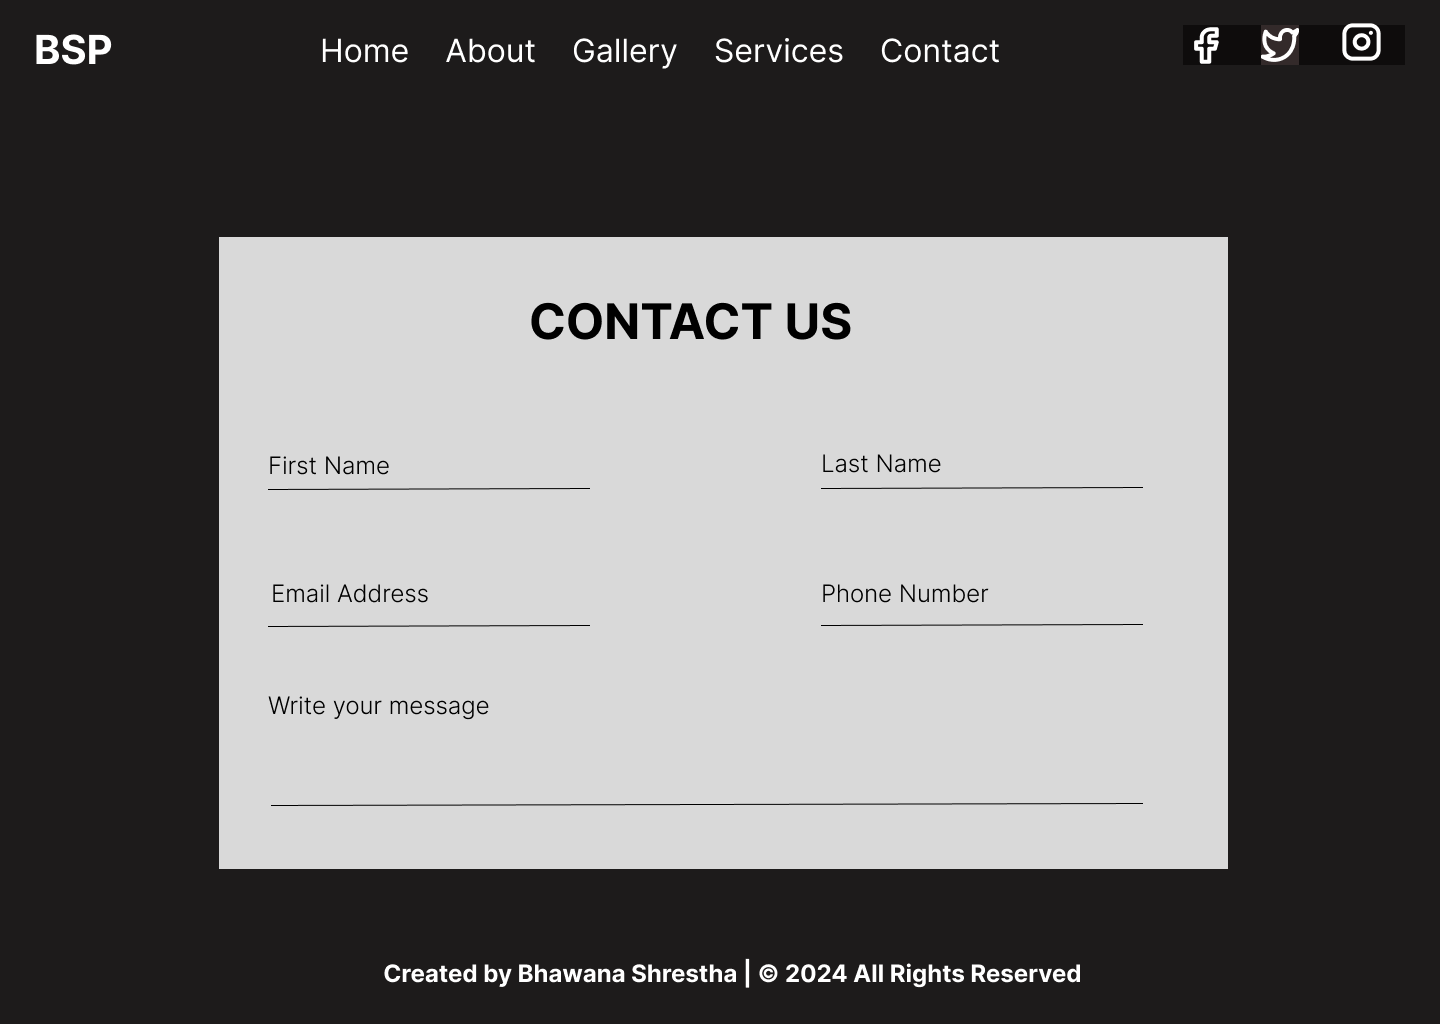 BSP
Home About Gallery Services Contact
CONTACT US
First Name
Last Name
Email Address
Phone Number
Write your message
Created by Bhawana Shrestha | © 2024 All Rights Reserved